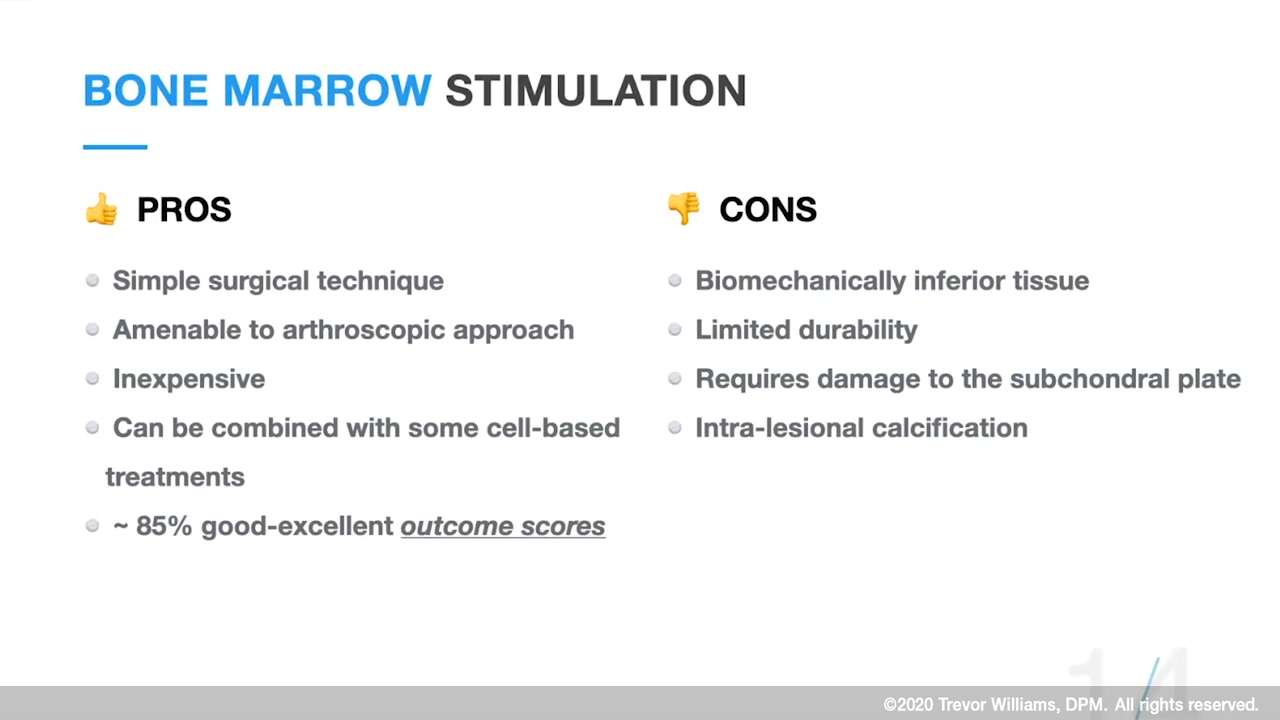 BONE MARROW STIMULATION
👍 PROS
Simple surgical technique
Amenable to arthroscopic approach
Inexpensive
Can be combined with some cell-based
treatments
~ 85% good-excellent outcome scores
👎 CONS
Biomechanically inferior tissue
Limited durability
Requires damage to the subchondral plate
Intra-lesional calcification
14
©2020 Trevor Williams, DPM. All rights reserved.